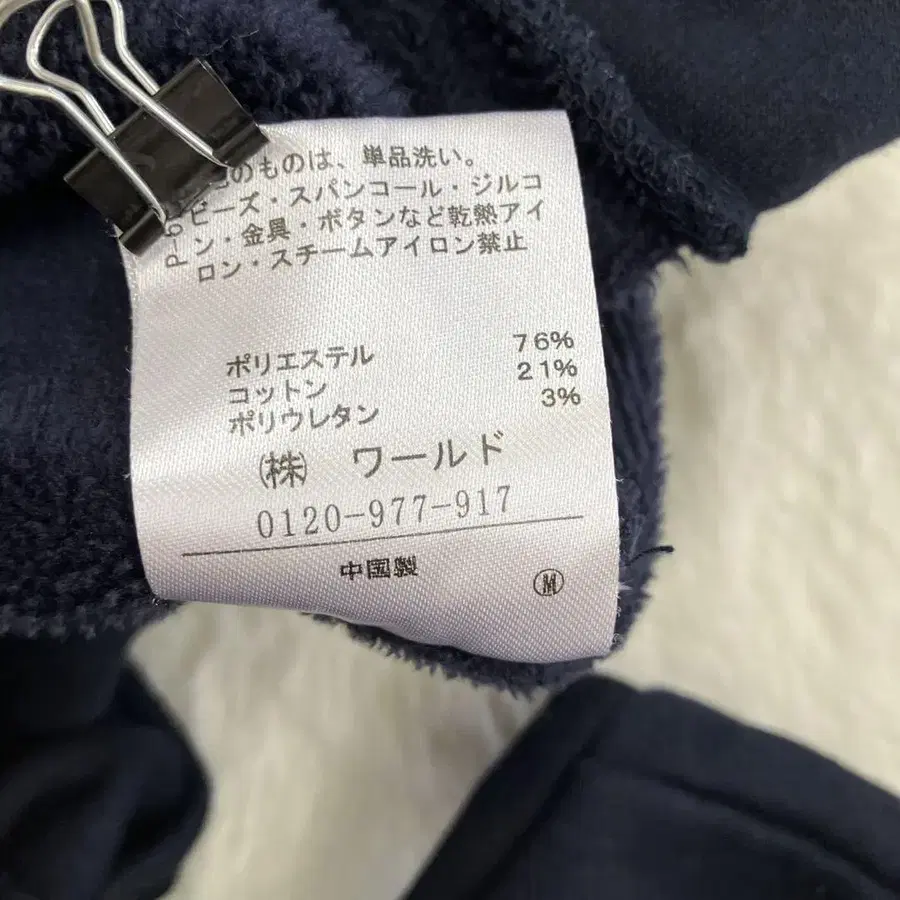 のものは、単品洗い。
ビーズ・スパンコール・ジルコ
ン・金具・ボタンなど乾熱アイ
ロン・スチームアイロン禁止
ポリエステル 76%
コットン 21%
ポリウレタン 3%
(株) ワールド
0120-977-917
中国製
Ⓜ